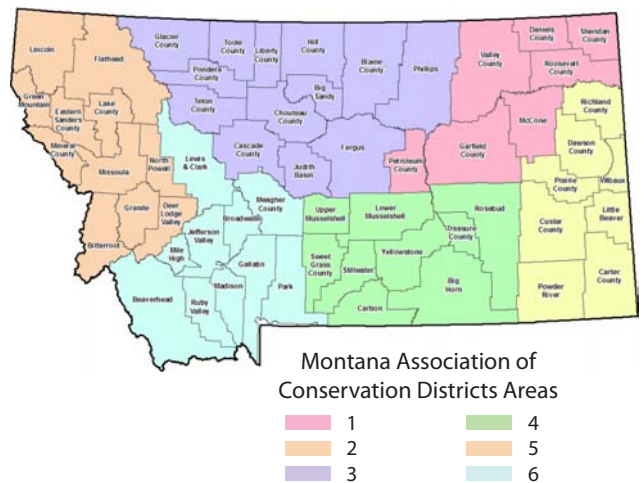 Lincoln
Flathead
Glacier
County
Toole
County
Liberty
County
Hill
County
Blaine
County
Phillips
Valley
County
Daniels
County
Sheridan
County
Roosevelt
County
Pondera
County
Big
Sandy
Green
Mountain
Eastern
Sanders
County
Lake
County
Teton
County
Chouteau
County
McCone
Richland
County
Mineral
County
Missoula
North
Powell
Lewis
& Clark
Cascade
County
Judith
Basin
Fergus
Petroleum
County
Garfield
County
Dawson
County
Prairie
County
Wibaux
Granite
Deer
Lodge
Valley
Bitterroot
Meagher
County
Broadwater
Jefferson
Valley
Mile
High
Upper
Musselshell
Lower
Musselshell
Rosebud
Treasure
County
Custer
County
Little
Beaver
Gallatin
Sweet
Grass
County
Stillwater
Yellowstone
Beaverhead
Ruby
Valley
Madison
Park
Carbon
Big
Horn
Powder
River
Carter
County
Montana Association of
Conservation Districts Areas
1
2
3
4
5
6